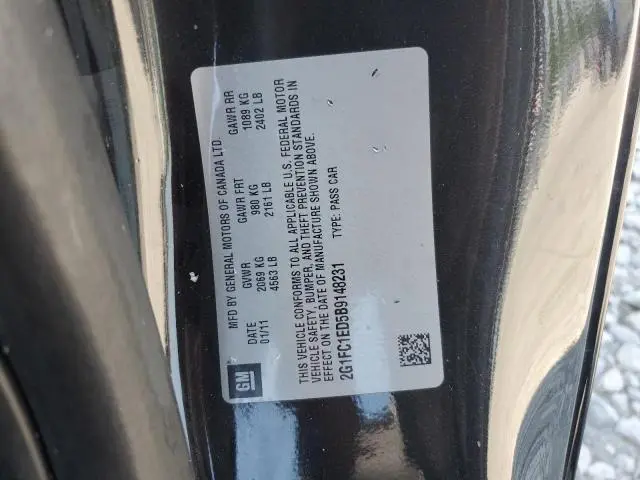 GM
MFD BY GENERAL MOTORS OF CANADA LTD.
DATE GVWR GAWR FRT GAWR RR
01/11 2069 KG 980 KG 1089 KG
4563 LB 2161 LB 2402 LB
THIS VEHICLE CONFORMS TO ALL APPLICABLE U.S. FEDERAL MOTOR
VEHICLE SAFETY, BUMPER, AND THEFT PREVENTION STANDARDS IN
EFFECT ON THE DATE OF MANUFACTURE SHOWN ABOVE.
2G1FC1ED5B9148231 TYPE: PASS CAR